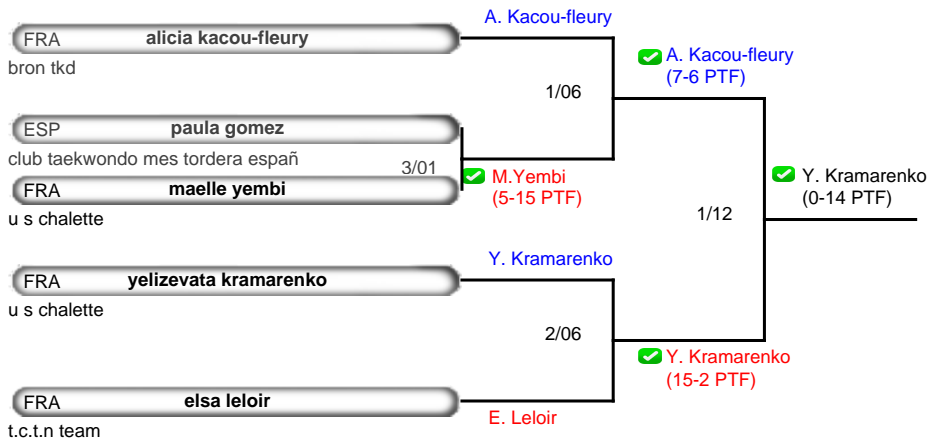 A. Kacou-fleury
FRA alicia kacou-fleury
bron tkd
A. Kacou-fleury
(7-6 PTF)
1/06
ESP paula gomez
club taekwondo mes tordera españ
3/01
FRA maelle yembi
u s chalette
M.Yembi
(5-15 PTF)
Y. Kramarenko
(0-14 PTF)
1/12
Y. Kramarenko
FRA yelizevata kramarenko
u s chalette
2/06
Y. Kramarenko
(15-2 PTF)
FRA elsa leloir
t.c.t.n team
E. Leloir